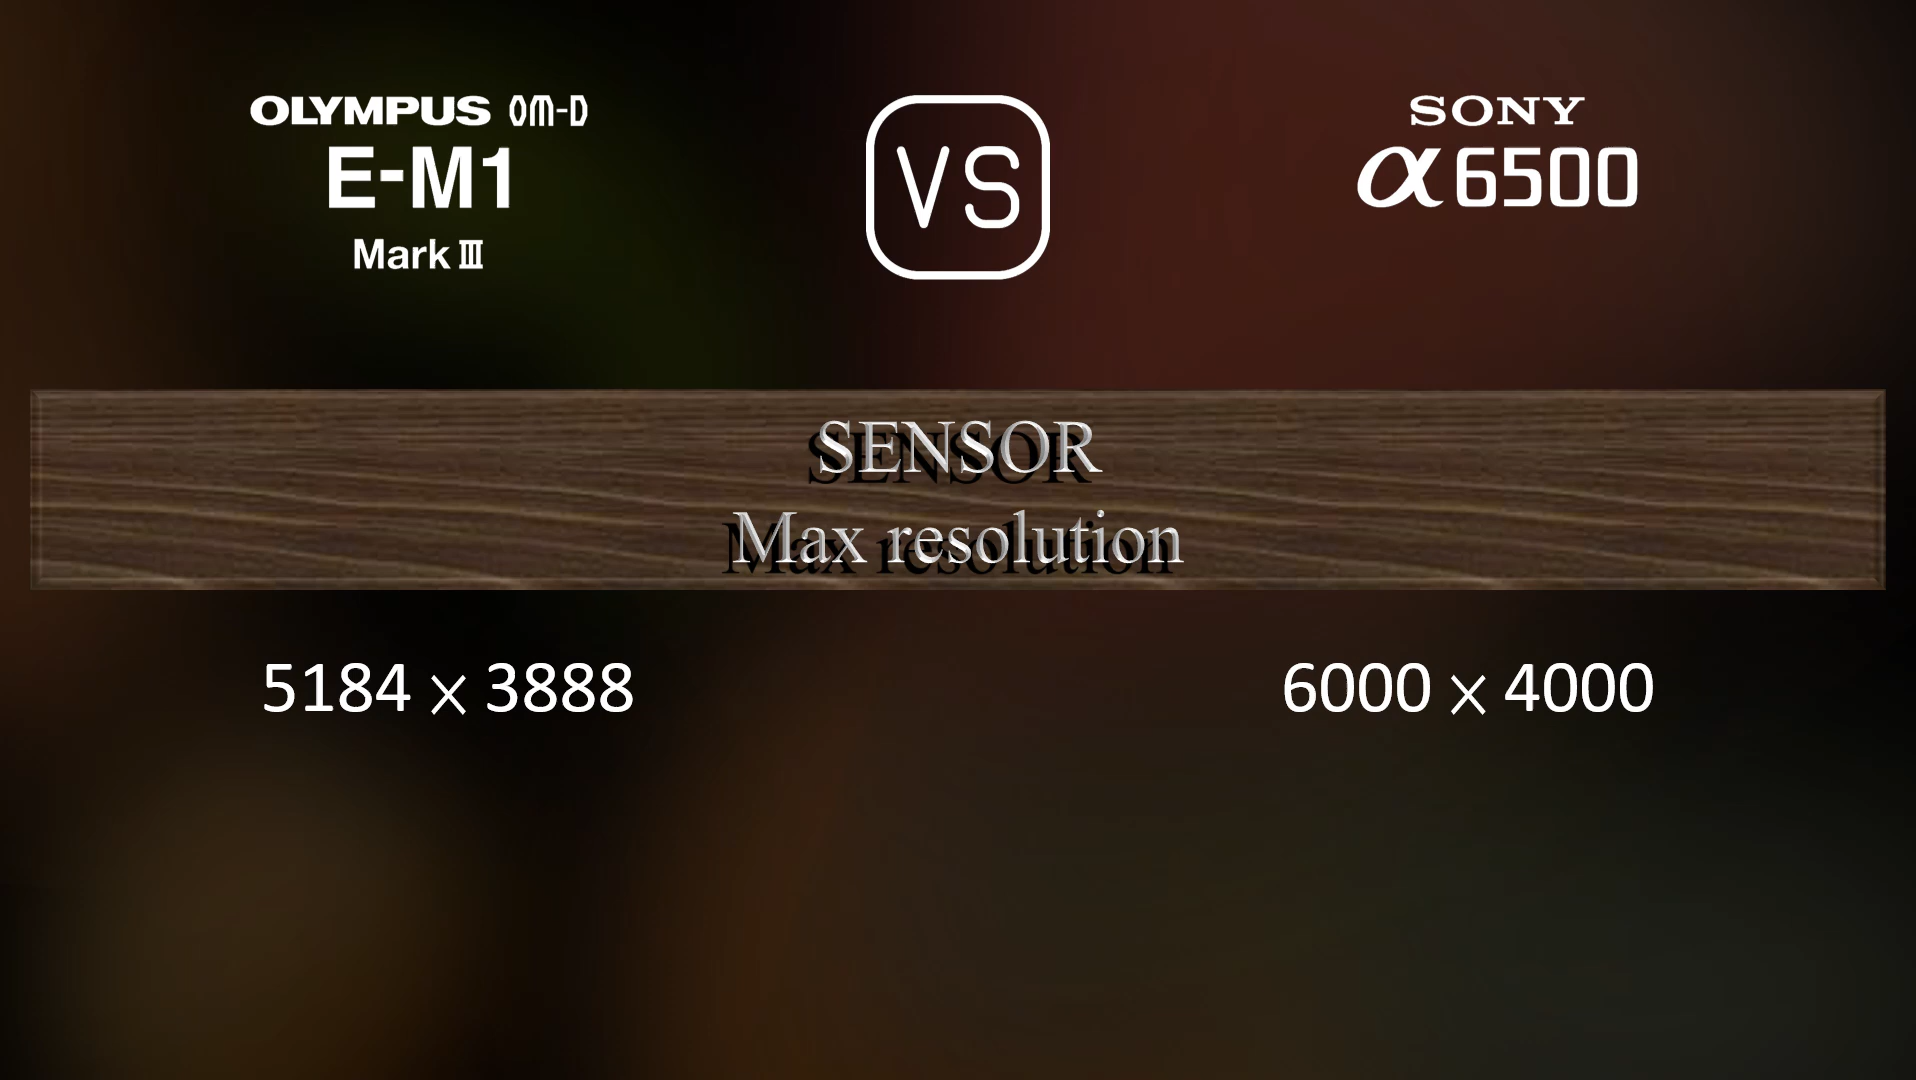 OLYMPUS OM-D
E-M1
Mark III
VS
SONY
α6500
SENSOR
Max resolution
5184 x 3888
6000 x 4000